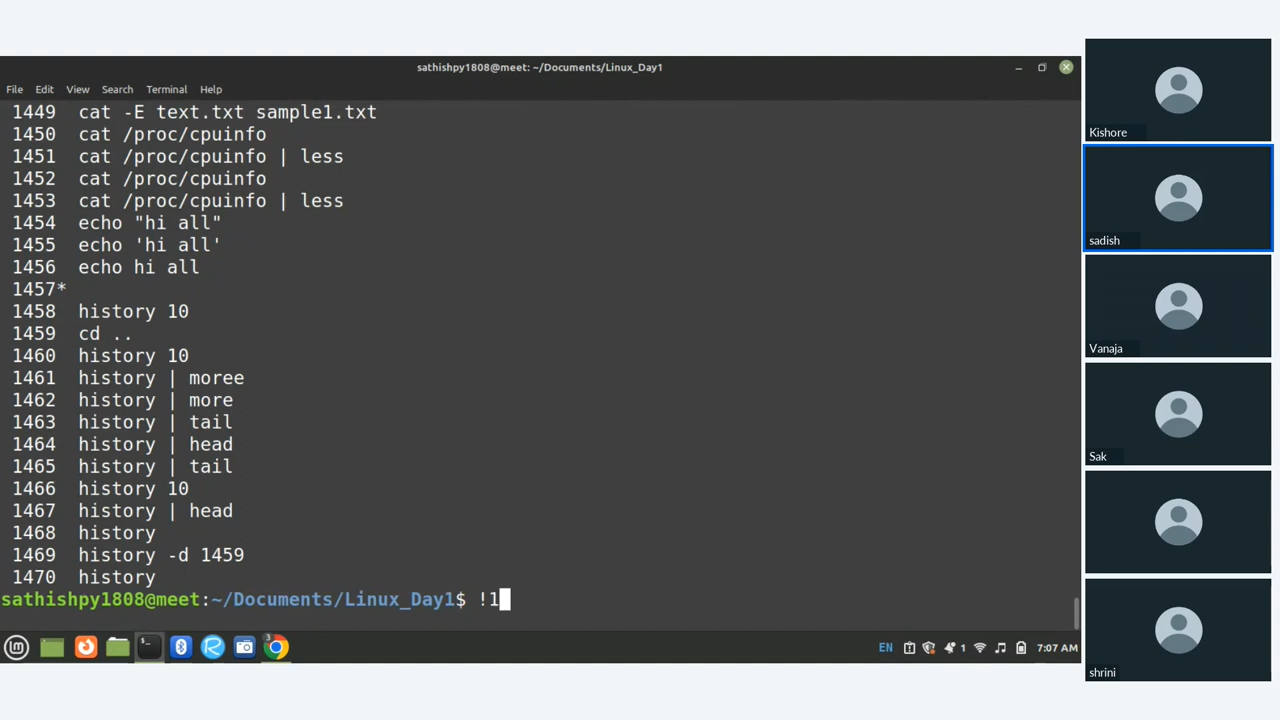 sathishpy1808@meet: ~/Documents/Linux_Day1
File Edit View Search Terminal Help
1449 cat -E text.txt sample1.txt
1450 cat /proc/cpuinfo
1451 cat /proc/cpuinfo | less
1452 cat /proc/cpuinfo
1453 cat /proc/cpuinfo | less
1454 echo "hi all"
1455 echo 'hi all'
1456 echo hi all
1457*
1458 history 10
1459 cd ..
1460 history 10
1461 history | moree
1462 history | more
1463 history | tail
1464 history | head
1465 history | tail
1466 history 10
1467 history | head
1468 history
1469 history -d 1459
1470 history
sathishpy1808@meet:~/Documents/Linux_Day1$ !1
3
EN 1 7:07 AM
Kishore
sadish
Vanaja
Sak
shrini